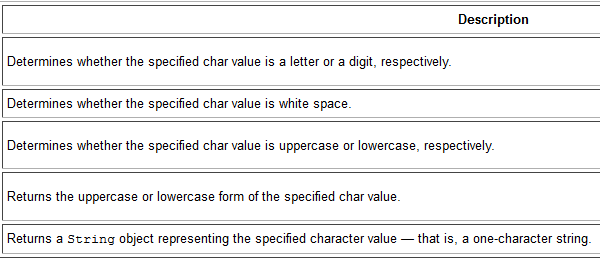 Description
Determines whether the specified char value is a letter or a digit, respectively.
Determines whether the specified char value is white space.
Determines whether the specified char value is uppercase or lowercase, respectively.
Returns the uppercase or lowercase form of the specified char value.
Returns a String object representing the specified character value — that is, a one-character string.